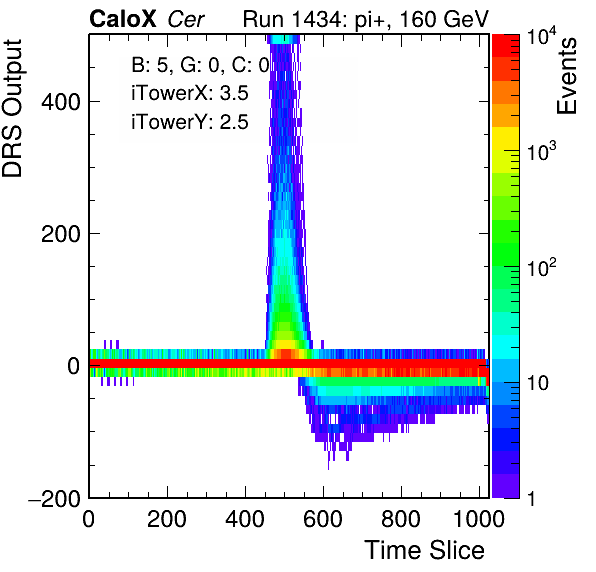 CaloX Cer Run 1434: pi+, 160 GeV
B: 5, G: 0, C: 0
iTowerX: 3.5
iTowerY: 2.5
DRS Output
400
200
0
−200
0 200 400 600 800 1000
Time Slice
Events
10^4
10^3
10^2
10
1